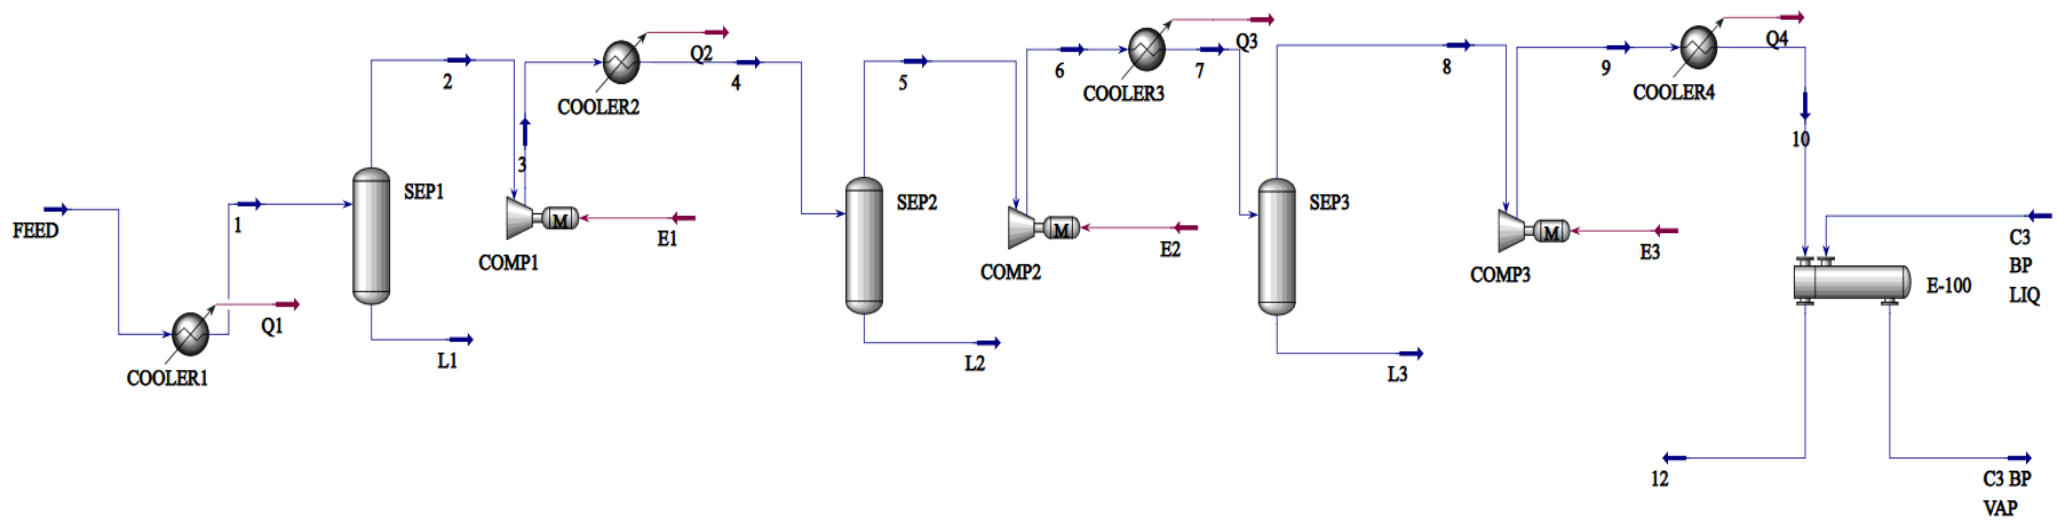 Q2
2
4
COOLER2
3
SEP1
M
E1
COMP1
FEED
1
Q1
COOLER1
L1
5
6
COOLER3
7
Q3
SEP2
M
E2
COMP2
L2
SEP3
8
9
COOLER4
Q4
10
M
E3
COMP3
L3
C3
BP
LIQ
E-100
12
C3 BP
VAP